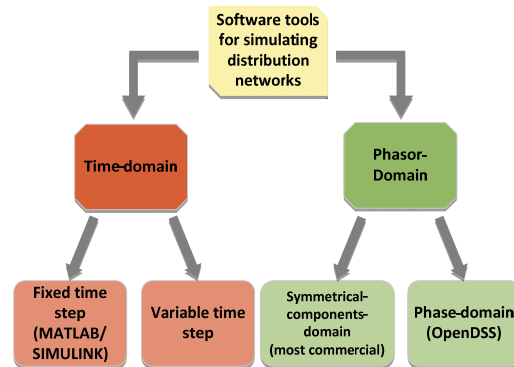 Software tools
for simulating
distribution
networks
Time-domain
Phasor-
Domain
Fixed time
step
(MATLAB/
SIMULINK)
Variable time
step
Symmetrical-
components-
domain
(most commercial)
Phase-domain
(OpenDSS)